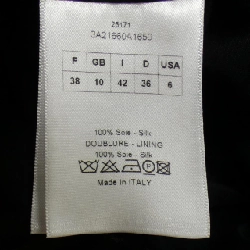 25171
F GB I D USA
38 10 42 36 6
100% Soie - Silk
DOUBLURE - LINING
100% Soie - Silk
Made in ITALY